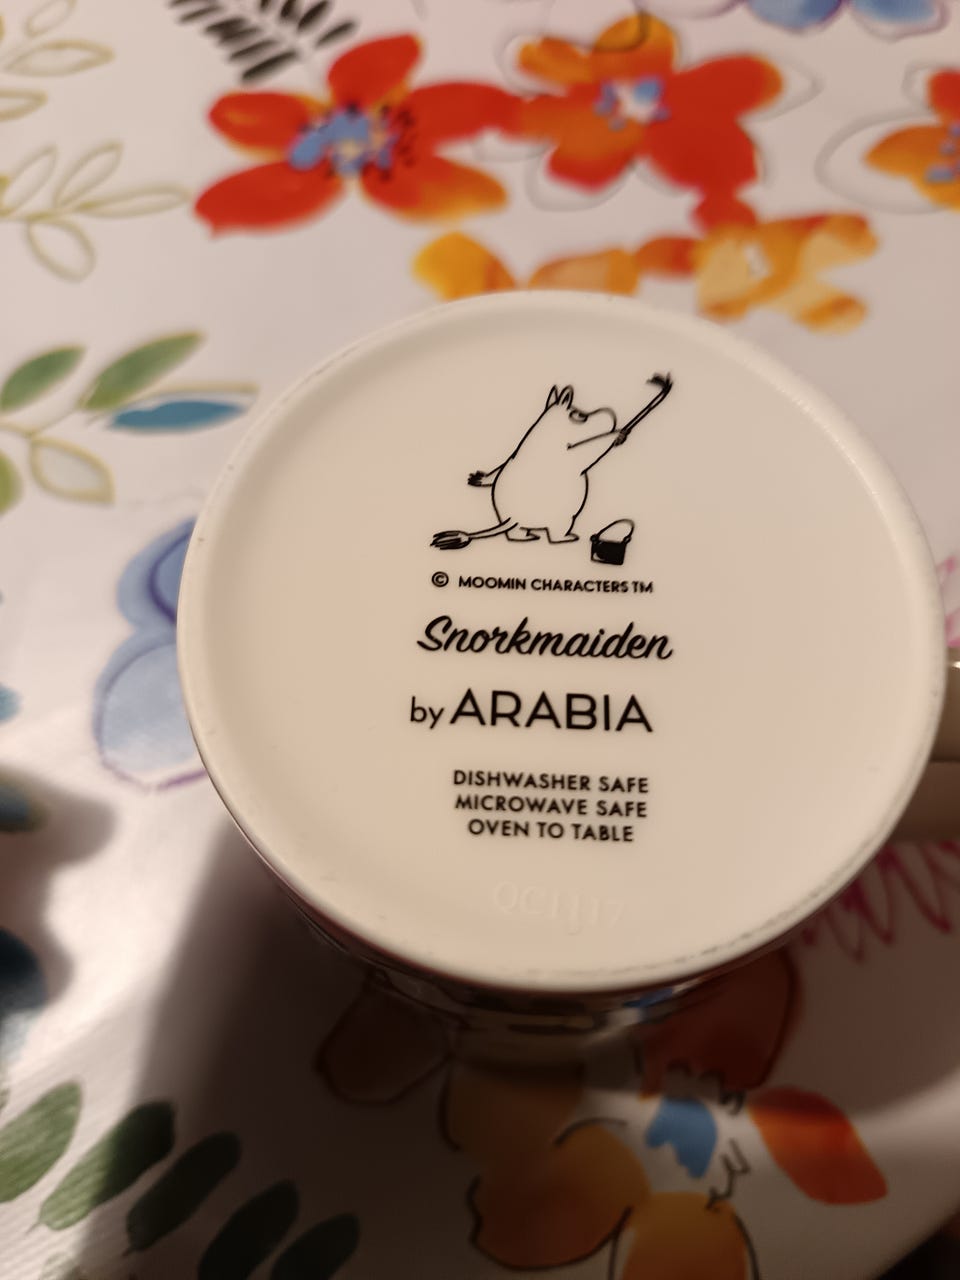 © MOOMIN CHARACTERS TM
Snorkmaiden
by ARABIA
DISHWASHER SAFE
MICROWAVE SAFE
OVEN TO TABLE